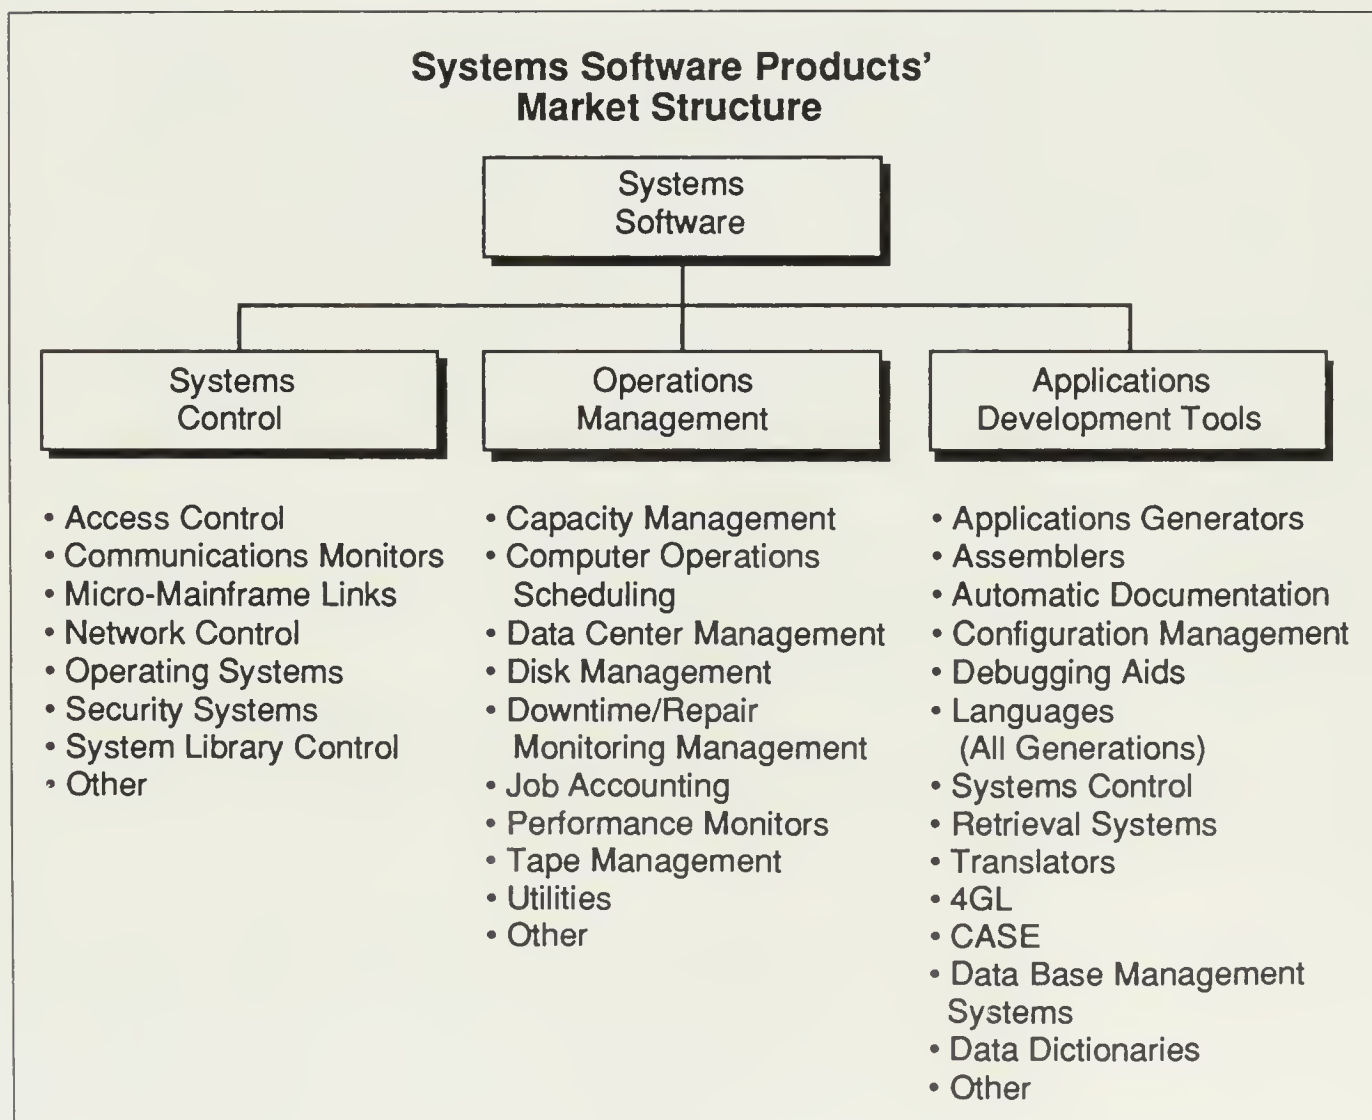 Systems Software Products'
Market Structure
Systems
Software
Systems
Control
Operations
Management
Applications
Development Tools
• Access Control
• Communications Monitors
• Micro-Mainframe Links
• Network Control
• Operating Systems
• Security Systems
• System Library Control
• Other
• Capacity Management
• Computer Operations
Scheduling
• Data Center Management
• Disk Management
• Downtime/Repair
Monitoring Management
• Job Accounting
• Performance Monitors
• Tape Management
• Utilities
• Other
• Applications Generators
• Assemblers
• Automatic Documentation
• Configuration Management
• Debugging Aids
• Languages
(All Generations)
• Systems Control
• Retrieval Systems
• Translators
• 4GL
• CASE
• Data Base Management
Systems
• Data Dictionaries
• Other